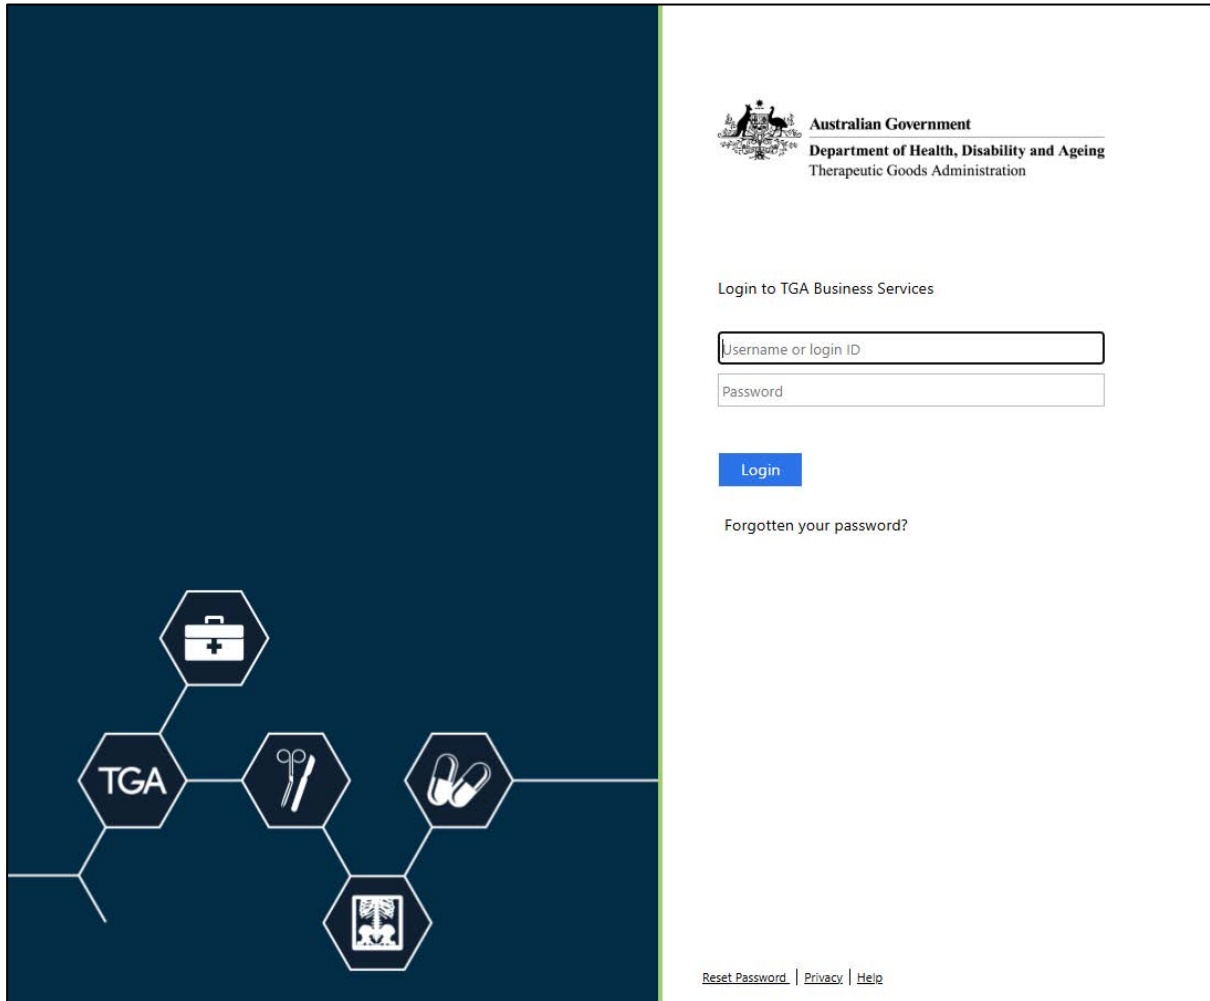 Australian Government
Department of Health, Disability and Ageing
Therapeutic Goods Administration
Login to TGA Business Services
Username or login ID
Password
Login
Forgotten your password?
TGA
Reset Password | Privacy | Help